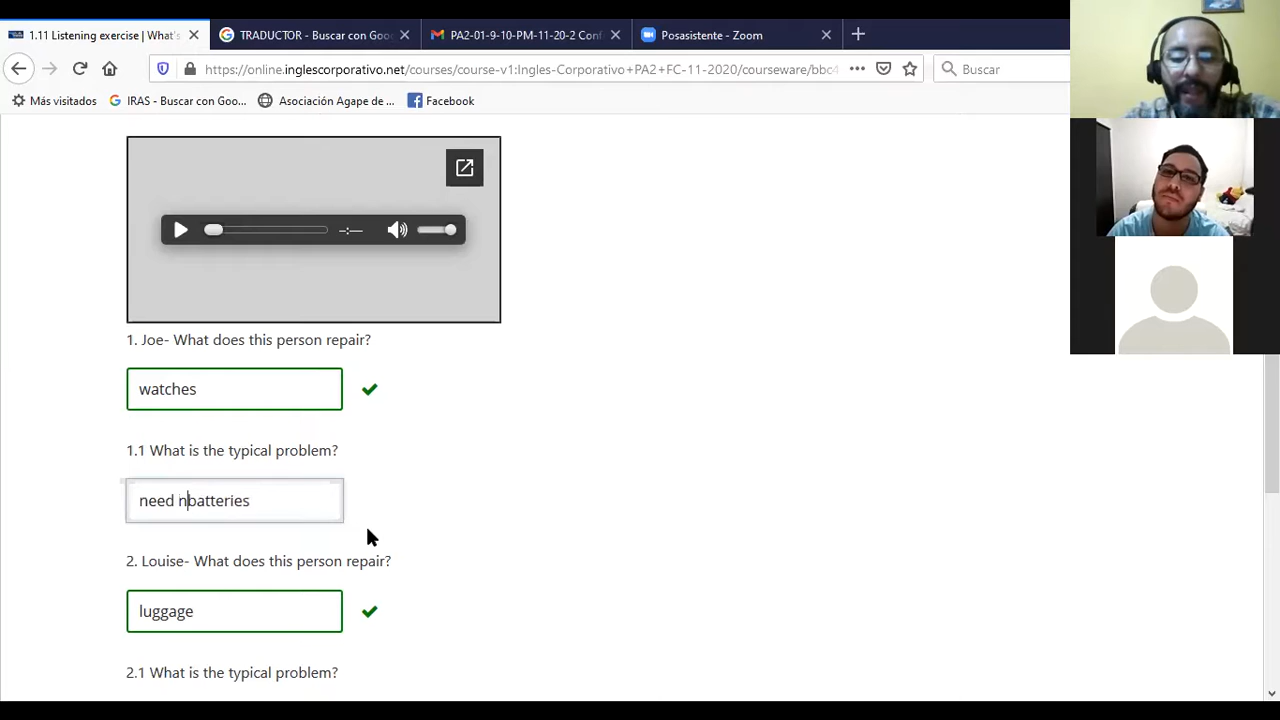 1.11 Listening exercise | What's
TRADUCTOR - Buscar con Goo
PA2-01-9-10-PM-11-20-2 Conf
Posasistente - Zoom
https://online.inglescorporativo.net/courses/course-v1:Ingles-Corporativo+PA2+FC-11-2020/courseware/bbc4
Buscar
Más visitados
IRAS - Buscar con Goo...
Asociación Agape de ...
Facebook
-:--
1. Joe- What does this person repair?
watches
1.1 What is the typical problem?
need nbatteries
2. Louise- What does this person repair?
luggage
2.1 What is the typical problem?